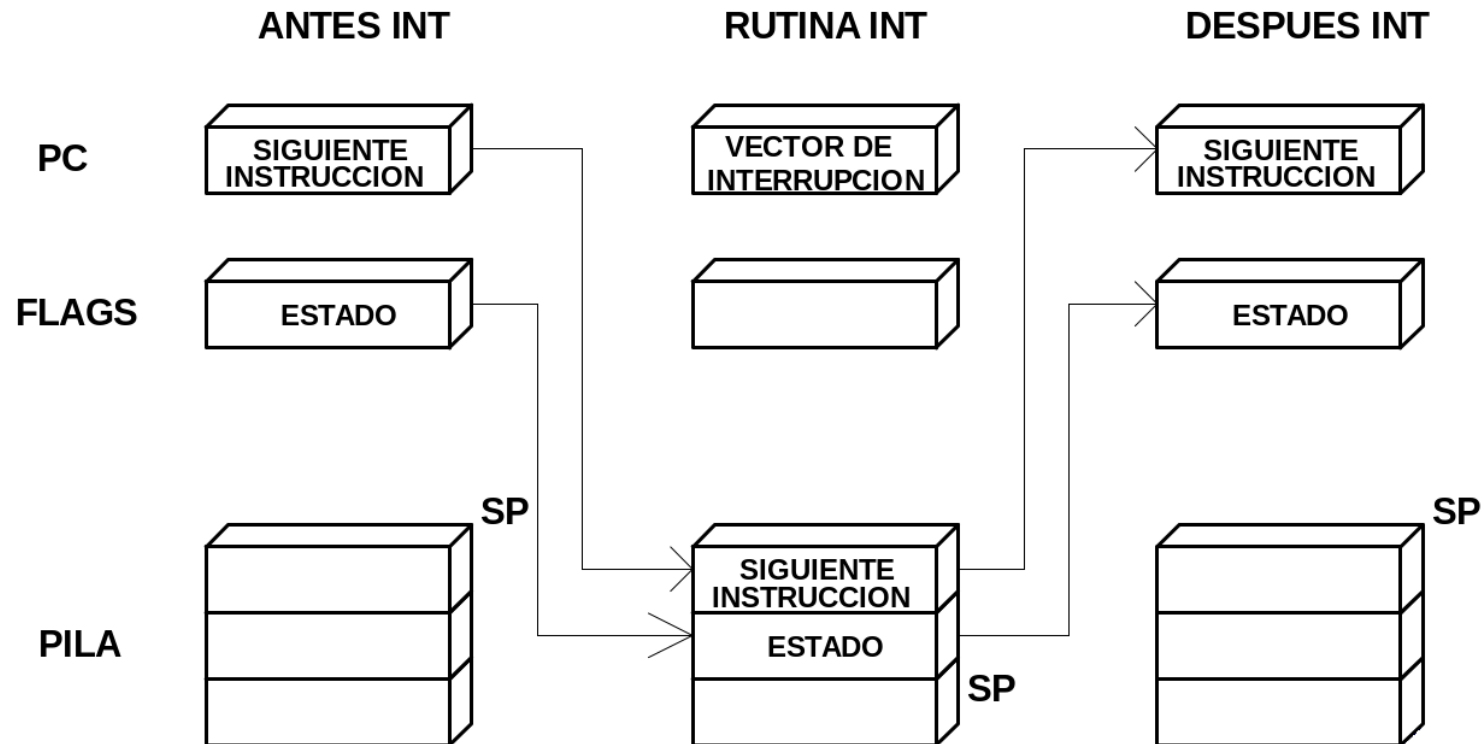 ANTES INT
RUTINA INT
DESPUES INT
PC
SIGUIENTE
INSTRUCCION
VECTOR DE
INTERRUPCION
SIGUIENTE
INSTRUCCION
FLAGS
ESTADO
ESTADO
SP
SP
SIGUIENTE
INSTRUCCION
PILA
ESTADO
SP